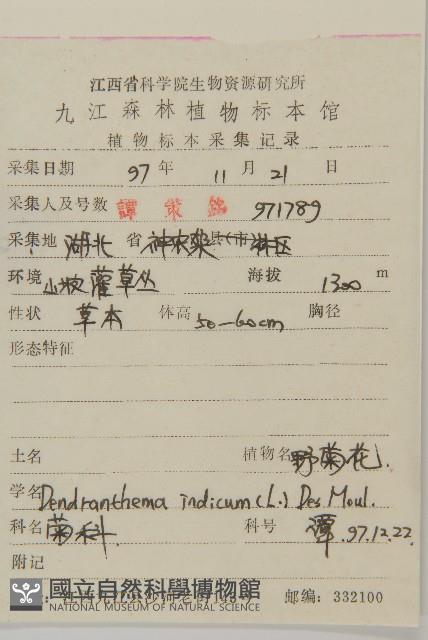 江西省科学院生物资源研究所
九江森林植物标本馆
植物标本采集记录
采集日期 97 年 11 月 21 日
采集人及号数 譚策銘 971789
采集地 湖北 省 神农架 县(市 淋区
环境 山坡灌草丛 海拔 1300 m
性状 草本 体高 50-60cm 胸径
形态特征
土名 植物名 野菊花.
学名 Dendranthema indicum (L.) Des Moul.
科名 菊科. 科号 譚.97.12.22.
附记
國立自然科學博物館
NATIONAL MUSEUM OF NATURAL SCIENCE
邮编: 332100